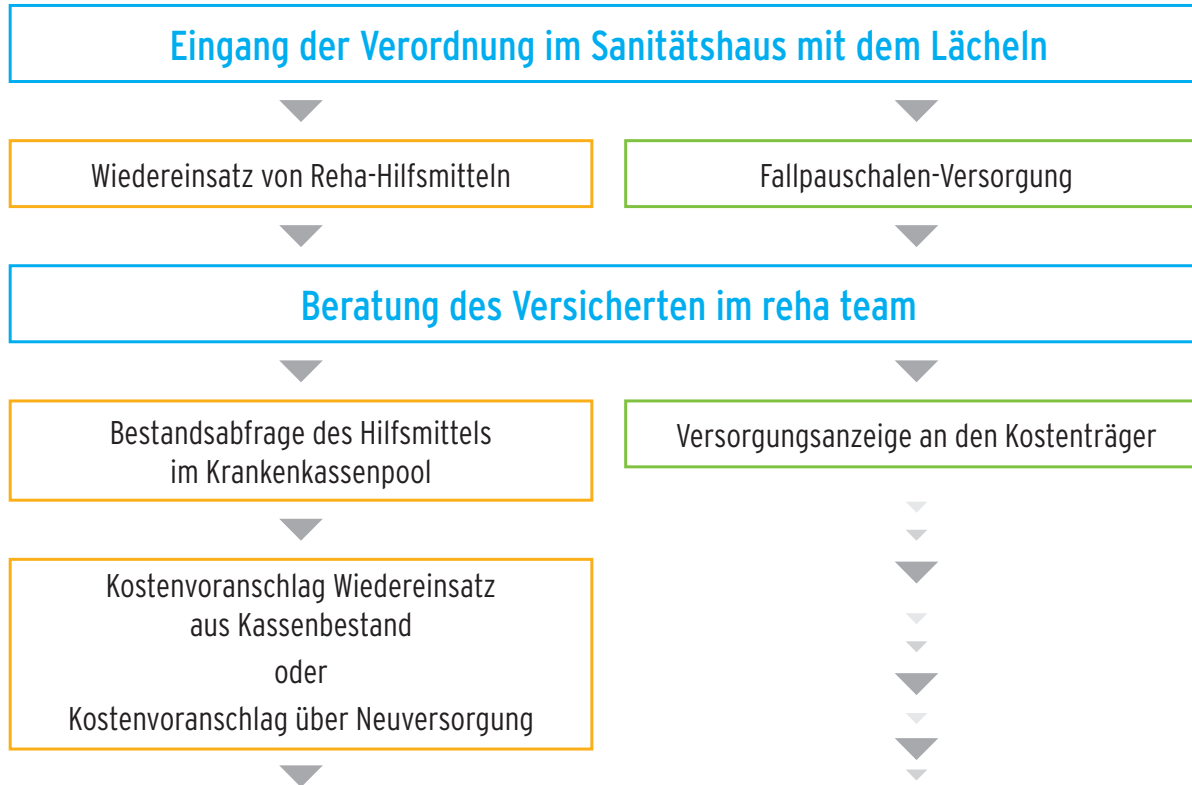 Eingang der Verordnung im Sanitätshaus mit dem Lächeln
Wiedereinsatz von Reha-Hilfsmitteln
Fallpauschalen-Versorgung
Beratung des Versicherten im reha team
Bestandsabfrage des Hilfsmittels
im Krankenkassenpool
Versorgungsanzeige an den Kostenträger
Kostenvoranschlag Wiedereinsatz
aus Kassenbestand
oder
Kostenvoranschlag über Neuversorgung